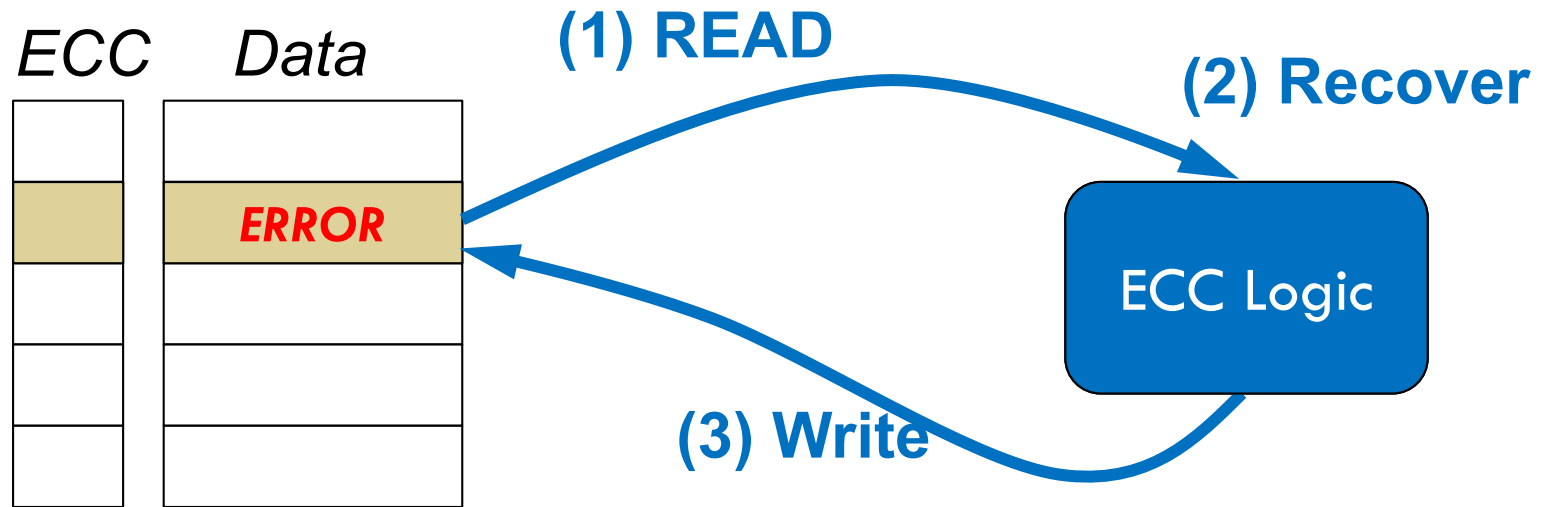 ECC Data
(1) READ
(2) Recover
ERROR
ECC Logic
(3) Write